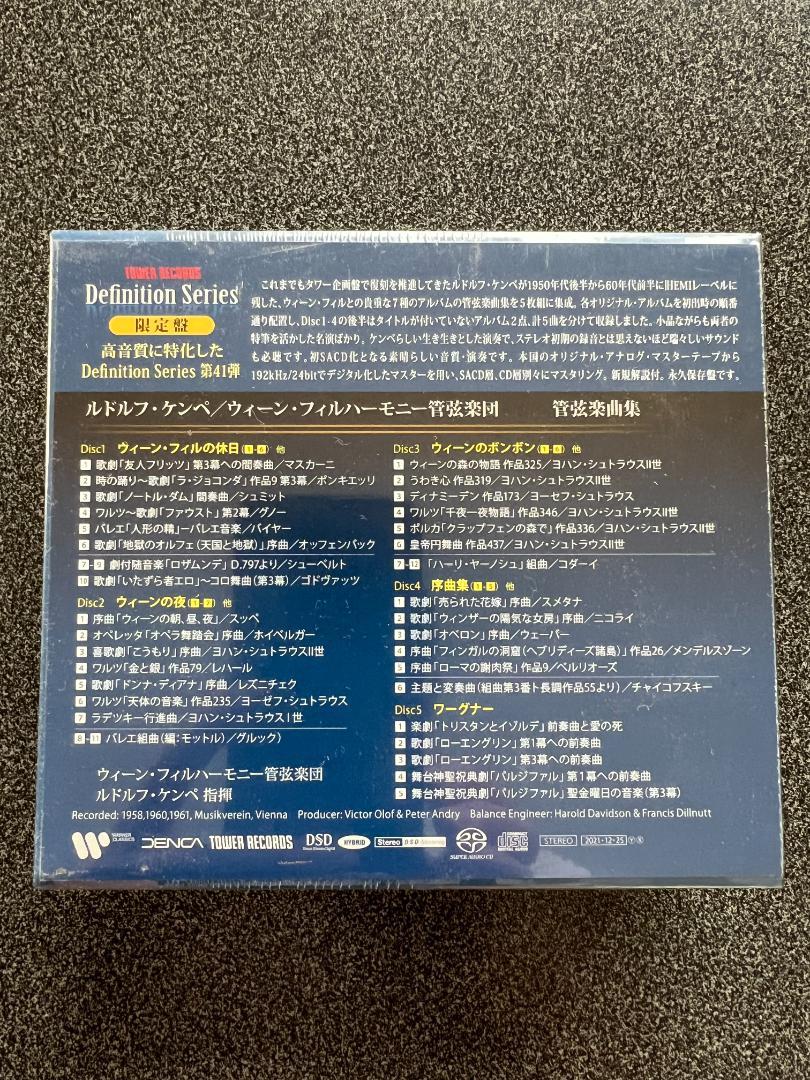 TOWER RECORDS
Definition Series
限定盤
高音質に特化した
Definition Series 第41弾
これまでもタワー企画盤で復刻を推進してきたルドルフ・ケンペが1950年代後半から60年代前半に旧EMIレーベルに
残した、ウィーン・フィルとの貴重な7種のアルバムの管弦楽曲集を5枚組に集成。各オリジナル・アルバムを初出時の順番
通り配置し、Disc1-4の後半はタイトルが付いていないアルバム2点、計5曲を分けて収録しました。小品ながらも両者の
特筆を活かした名演ばかり。ケンペらしい生き生きとした演奏で、ステレオ初期の録音とは思えないほど瑞々しいサウンド
も必聴です。初SACD化となる素晴らしい音質・演奏です。本国のオリジナル・アナログ・マスターテープから
192kHz/24bitでデジタル化したマスターを用い、SACD層、CD層別々にマスタリング。新規解説付。永久保存盤です。
ルドルフ・ケンペ/ウィーン・フィルハーモニー管弦楽団 管弦楽曲集
Disc1 ウィーン・フィルの休日(1-6) 他
1 歌劇「友人フリッツ」第3幕への間奏曲/マスカーニ
2 時の踊り〜歌劇「ラ・ジョコンダ」作品9 第3幕/ポンキエッリ
3 歌劇「ノートル・ダム」間奏曲/シュミット
4 ワルツ〜歌劇「ファウスト」第2幕/グノー
5 バレエ「人形の精」ーバレエ音楽/バイヤー
6 歌劇「地獄のオルフェ(天国と地獄)」序曲/オッフェンバック
7-9 劇付随音楽「ロザムンデ」D.797より/シューベルト
10 歌劇「いたずら者エロ」〜コロ舞曲(第3幕)/ゴドヴァッツ
Disc2 ウィーンの夜(1-7) 他
1 序曲「ウィーンの朝、昼、夜」/スッペ
2 オペレッタ「オペラ舞踏会」序曲/ホイベルガー
3 喜歌劇「こうもり」序曲/ヨハン・シュトラウスII世
4 ワルツ「金と銀」作品79/レハール
5 歌劇「ドンナ・ディアナ」序曲/レズニチェク
6 ワルツ「天体の音楽」作品235/ヨーゼフ・シュトラウス
7 ラデツキー行進曲/ヨハン・シュトラウスI世
8-11 バレエ組曲(編:モットル)/グルック)
ウィーン・フィルハーモニー管弦楽団
ルドルフ・ケンペ 指揮
Disc3 ウィーンのボンボン(1-6) 他
1 ウィーンの森の物語 作品325/ヨハン・シュトラウスII世
2 うわき心 作品319/ヨハン・シュトラウスII世
3 ディナミーデン 作品173/ヨーゼフ・シュトラウス
4 ワルツ「千夜一夜物語」作品346/ヨハン・シュトラウスII世
5 ポルカ「クラップフェンの森で」作品336/ヨハン・シュトラウスII世
6 皇帝円舞曲 作品437/ヨハン・シュトラウスII世
7-12 「ハーリ・ヤーノシュ」組曲/コダーイ
Disc4 序曲集(1-5) 他
1 歌劇「売られた花嫁」序曲/スメタナ
2 歌劇「ウィンザーの陽気な女房」序曲/ニコライ
3 歌劇「オベロン」序曲/ウェーバー
4 序曲「フィンガルの洞窟(ヘブリディーズ諸島)」作品26/メンデルスゾーン
5 序曲「ローマの謝肉祭」作品9/ベルリオーズ
6 主題と変奏曲(組曲第3番ト長調作品55より)/チャイコフスキー
Disc5 ワーグナー
1 楽劇「トリスタンとイゾルデ」前奏曲と愛の死
2 歌劇「ローエングリン」第1幕への前奏曲
3 歌劇「ローエングリン」第3幕への前奏曲
4 舞台神聖祝典劇「パルジファル」第1幕への前奏曲
5 舞台神聖祝典劇「パルジファル」聖金曜日の音楽(第3幕)
Recorded: 1958,1960,1961, Musikverein, Vienna Producer: Victor Olof & Peter Andry Balance Engineer: Harold Davidson & Francis Dillnutt
WARNER CLASSICS DENCA TOWER RECORDS DSD Direct Stream Digital HYBRID Stereo DSD SUPER AUDIO CD COMPACT disc DIGITAL AUDIO STEREO 2021・12・25